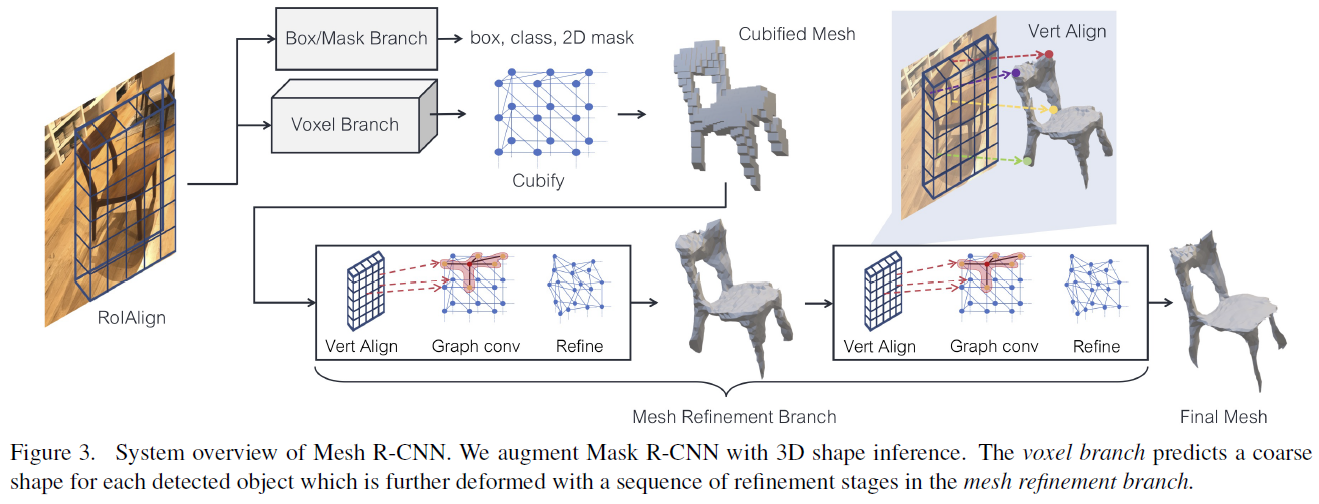 Box/Mask Branch
box, class, 2D mask
Cubified Mesh
Vert Align
Voxel Branch
Cubify
RoIAlign
Vert Align Graph conv Refine
Vert Align Graph conv Refine
Mesh Refinement Branch
Final Mesh
Figure 3. System overview of Mesh R-CNN. We augment Mask R-CNN with 3D shape inference. The voxel branch predicts a coarse
shape for each detected object which is further deformed with a sequence of refinement stages in the mesh refinement branch.